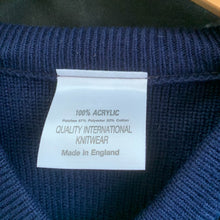 100% ACRYLIC
Patches 67% Polyester 33% Cotton
QUALITY INTERNATIONAL
KNITWEAR
Made in England